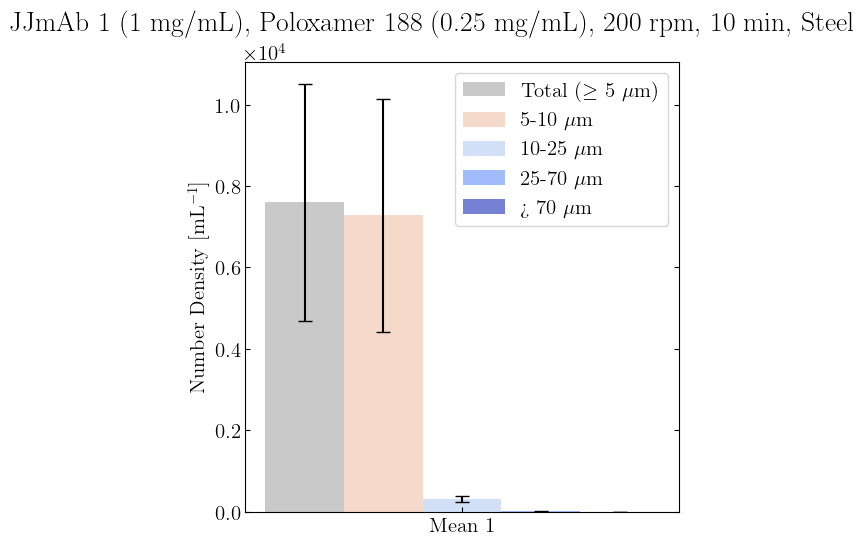 JJmAb 1 (1 mg/mL), Poloxamer 188 (0.25 mg/mL), 200 rpm, 10 min, Steel
×10⁴
Total (≥ 5 μm)
5-10 μm
10-25 μm
25-70 μm
¿ 70 μm
1.0
0.8
0.6
0.4
0.2
0.0
Number Density [mL⁻¹]
Mean 1